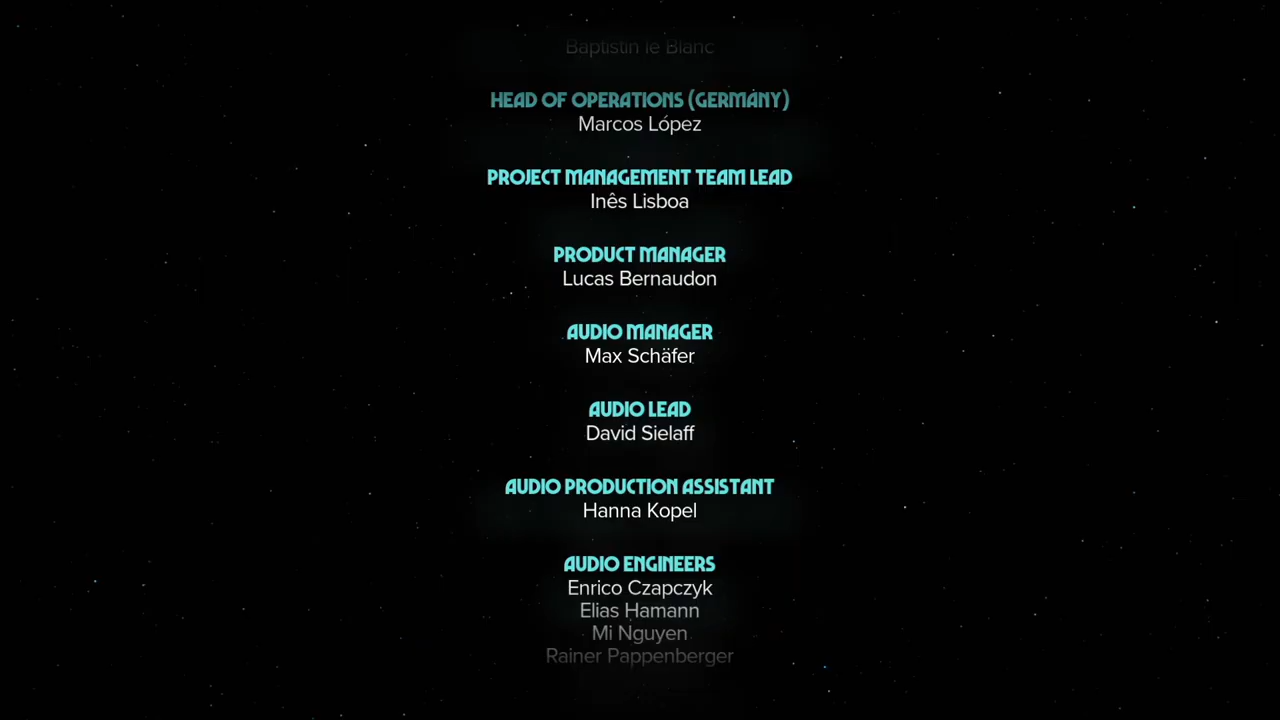 Baptistin le Blanc
HEAD OF OPERATIONS (GERMANY)
Marcos López
PROJECT MANAGEMENT TEAM LEAD
Inês Lisboa
PRODUCT MANAGER
Lucas Bernaudon
AUDIO MANAGER
Max Schäfer
AUDIO LEAD
David Sielaff
AUDIO PRODUCTION ASSISTANT
Hanna Kopel
AUDIO ENGINEERS
Enrico Czapczyk
Elias Hamann
Mi Nguyen
Rainer Pappenberger